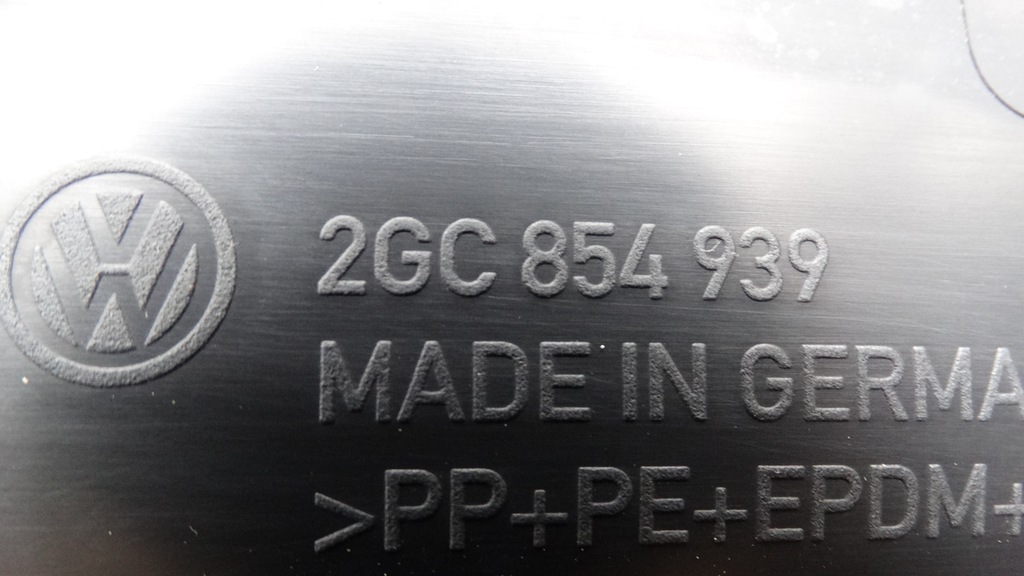 2GC 854 939
MADE IN GERMA
>PP+PE+EPDM+